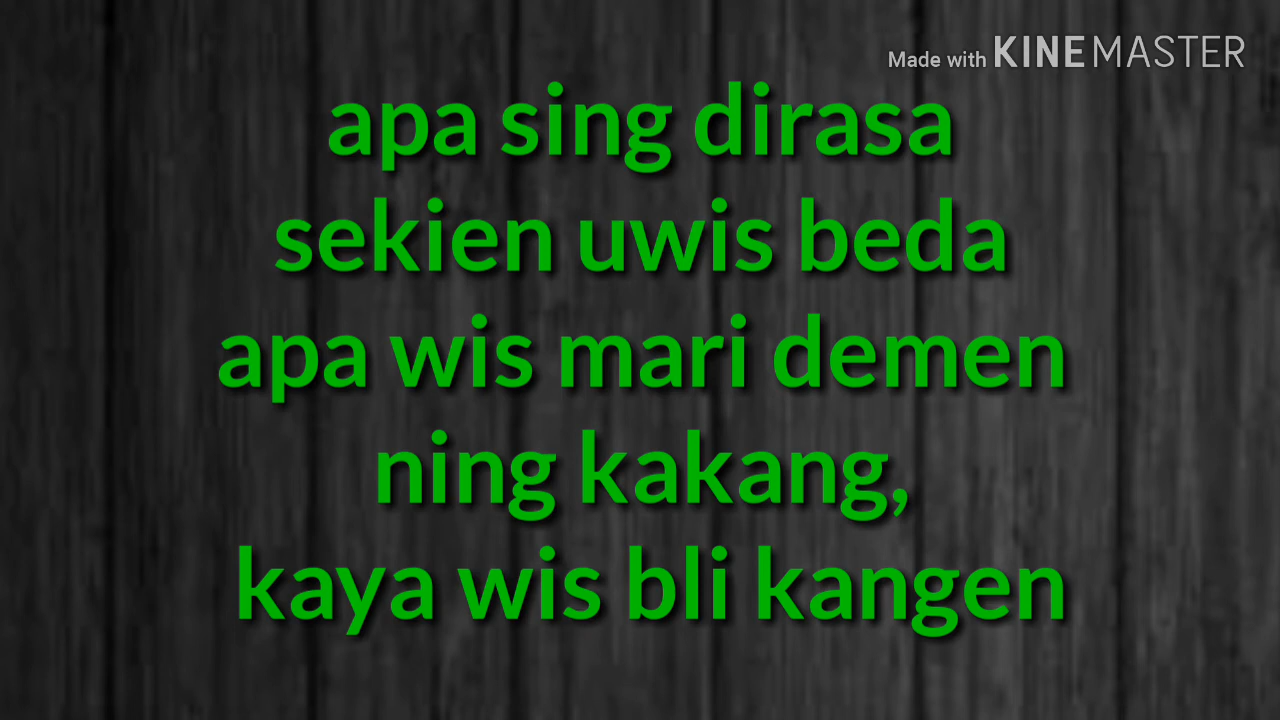 Made with KINEMASTER
apa sing dirasa
sekien uwis beda
apa wis mari demen
ning kakang,
kaya wis bli kangen